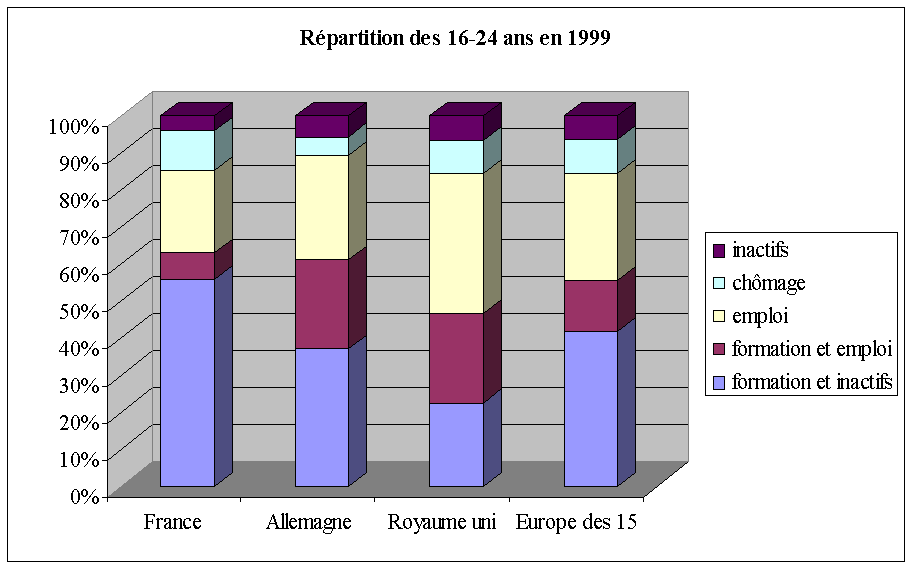 Répartition des 16-24 ans en 1999
100%
90%
80%
70%
60%
50%
40%
30%
20%
10%
0%
France Allemagne Royaume uni Europe des 15
inactifs
chômage
emploi
formation et emploi
formation et inactifs